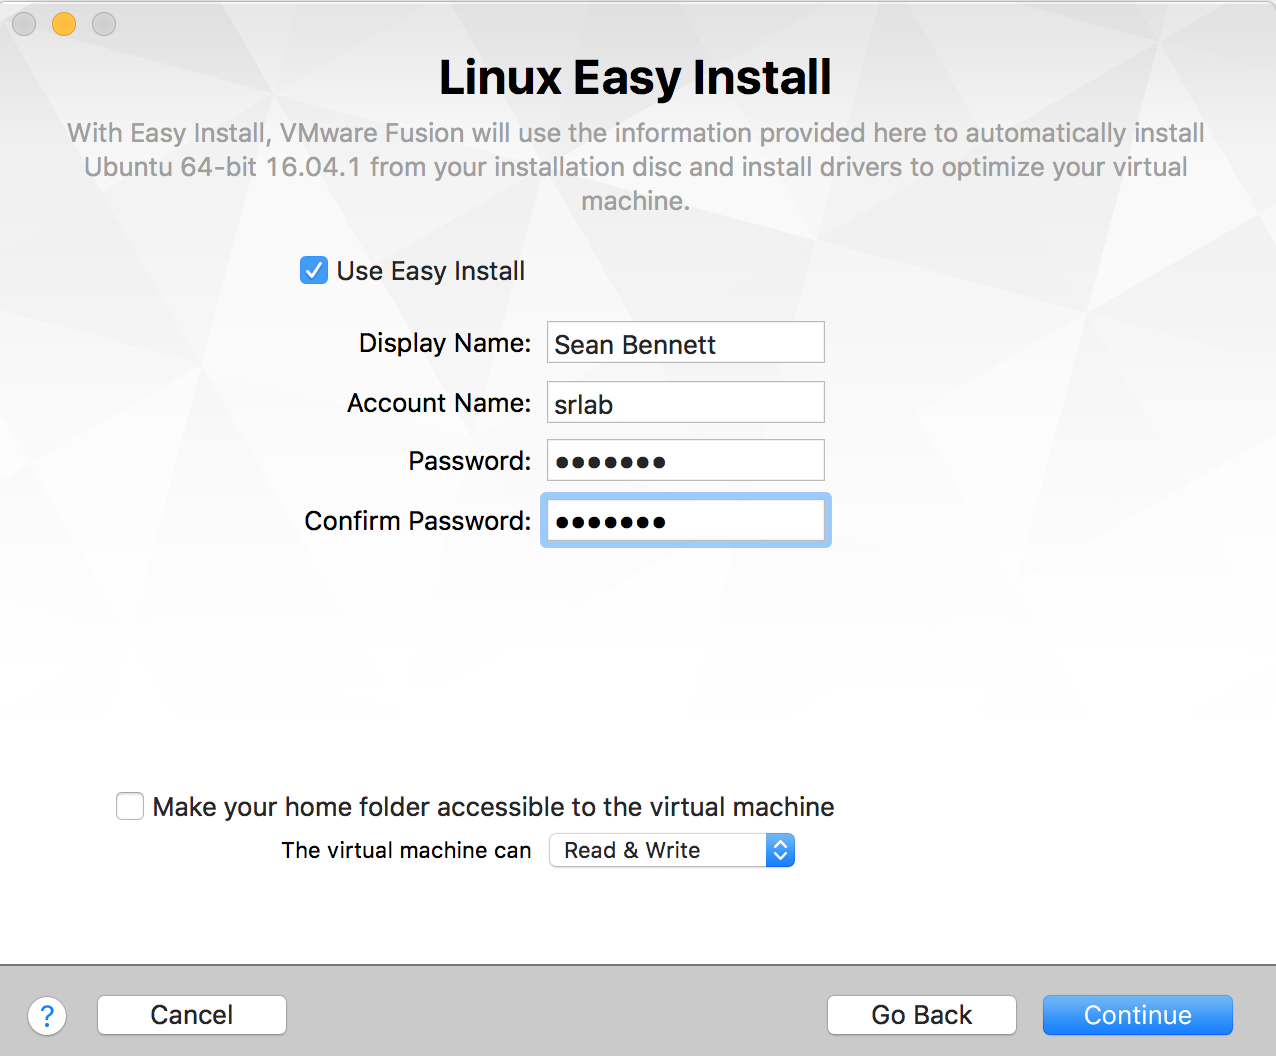 Linux Easy Install
With Easy Install, VMware Fusion will use the information provided here to automatically install
Ubuntu 64-bit 16.04.1 from your installation disc and install drivers to optimize your virtual
machine.
Use Easy Install
Display Name: Sean Bennett
Account Name: srlab
Password: •••••••
Confirm Password: •••••••
Make your home folder accessible to the virtual machine
The virtual machine can Read & Write
? Cancel Go Back Continue